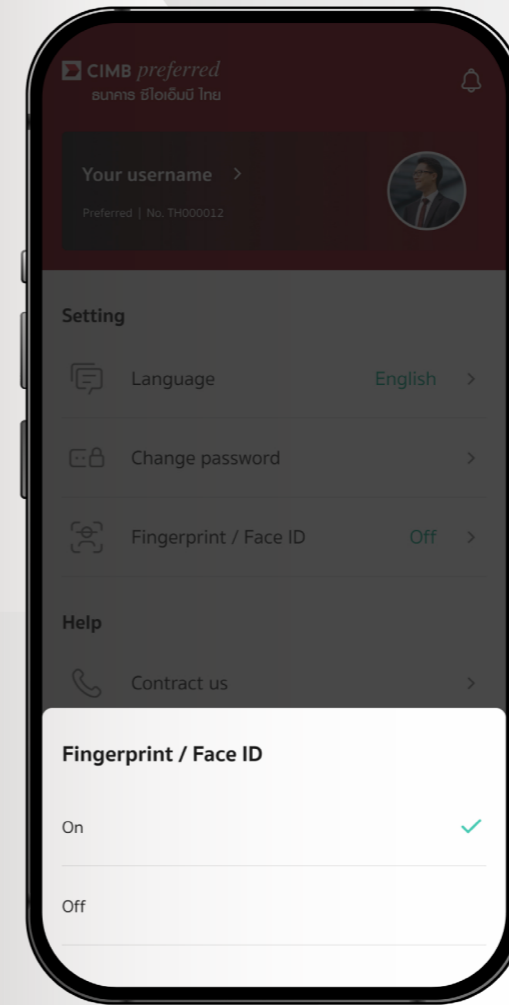 CIMB preferred
ธนาคาร ซีไอเอ็มบี ไทย
Your username >
Preferred | No. TH000012
Setting
Language English >
Change password >
Fingerprint / Face ID Off >
Help
Contract us >
Fingerprint / Face ID
On
Off